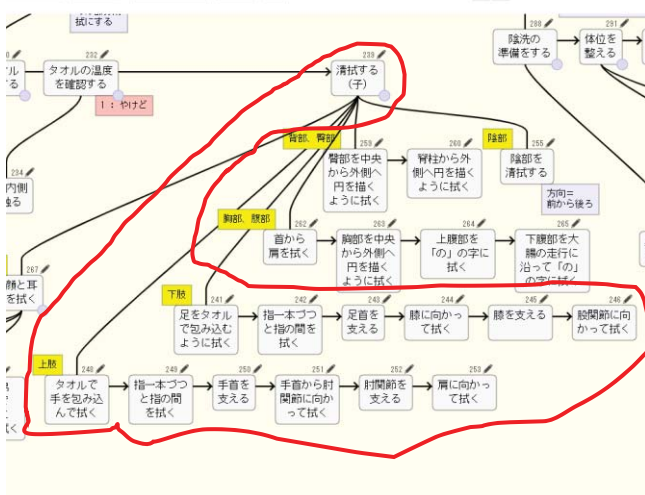 拭にする
232
タオルの温度
を確認する
1：やけど
239
清拭する
(子)
290
陰洗の
準備をする
291
体位を
整える
234
内側
背部、臀部
259
臀部を中央
から外側へ
円を描く
ように拭く
260
脊柱から外
側へ円を描く
ように拭く
陰部
255
陰部を
清拭する
方向＝
前から後ろ
胸部、腹部
262
首から
肩を拭く
263
胸部を中央
から外側へ
円を描く
ように拭く
264
上腹部を
「の」の字に
拭く
265
下腹部を大
腸の走行に
沿って「の」
の字に拭く
267
顔と耳
を拭く
下肢
241
足をタオル
で包み込む
ように拭く
242
指一本づつ
と指の間を
拭く
243
足首を
支える
244
膝に向かっ
て拭く
245
膝を支える
246
股関節に向
かって拭く
上肢
248
タオルで
手を包み込
んで拭く
249
指一本づつ
と指の間
を拭く
250
手首を
支える
251
手首から肘
関節に向か
って拭く
252
肘関節を
支える
253
肩に向かっ
て拭く